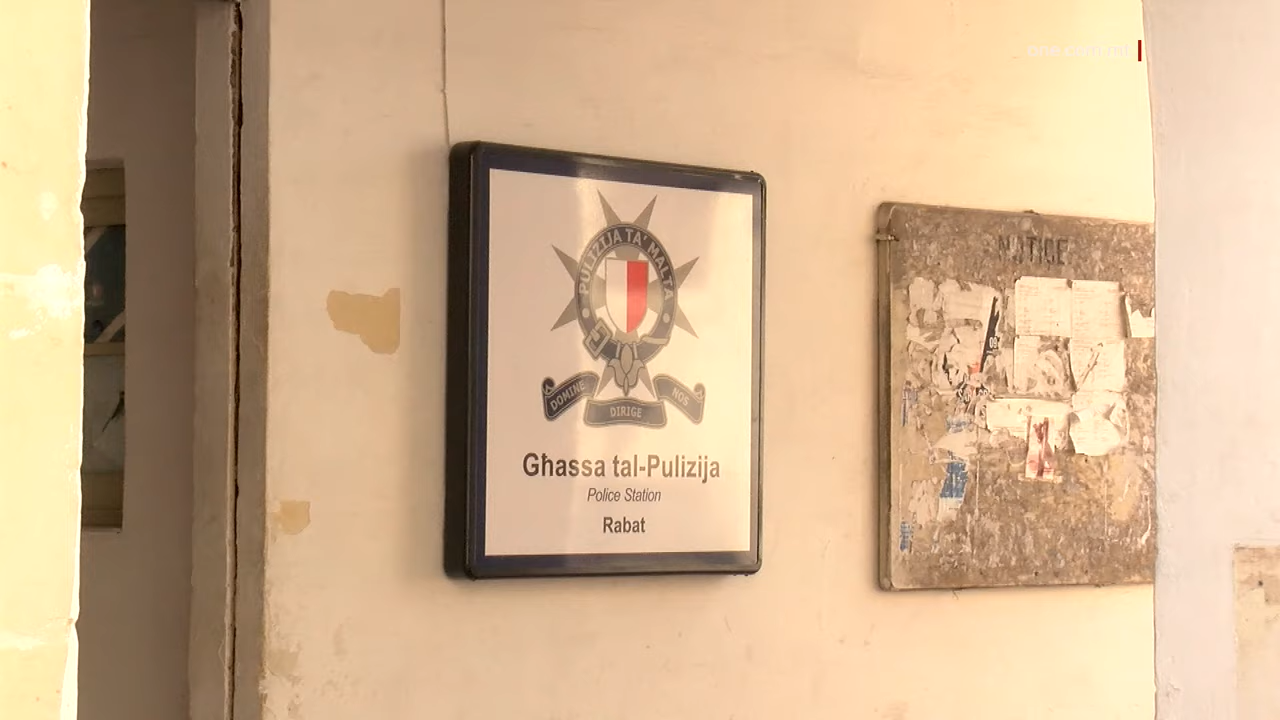 one.com.mt
PULIZIJA TA' MALTA
DOMINE DIRIGE NOS
Għassa tal-Pulizija
Police Station
Rabat
NOTICE